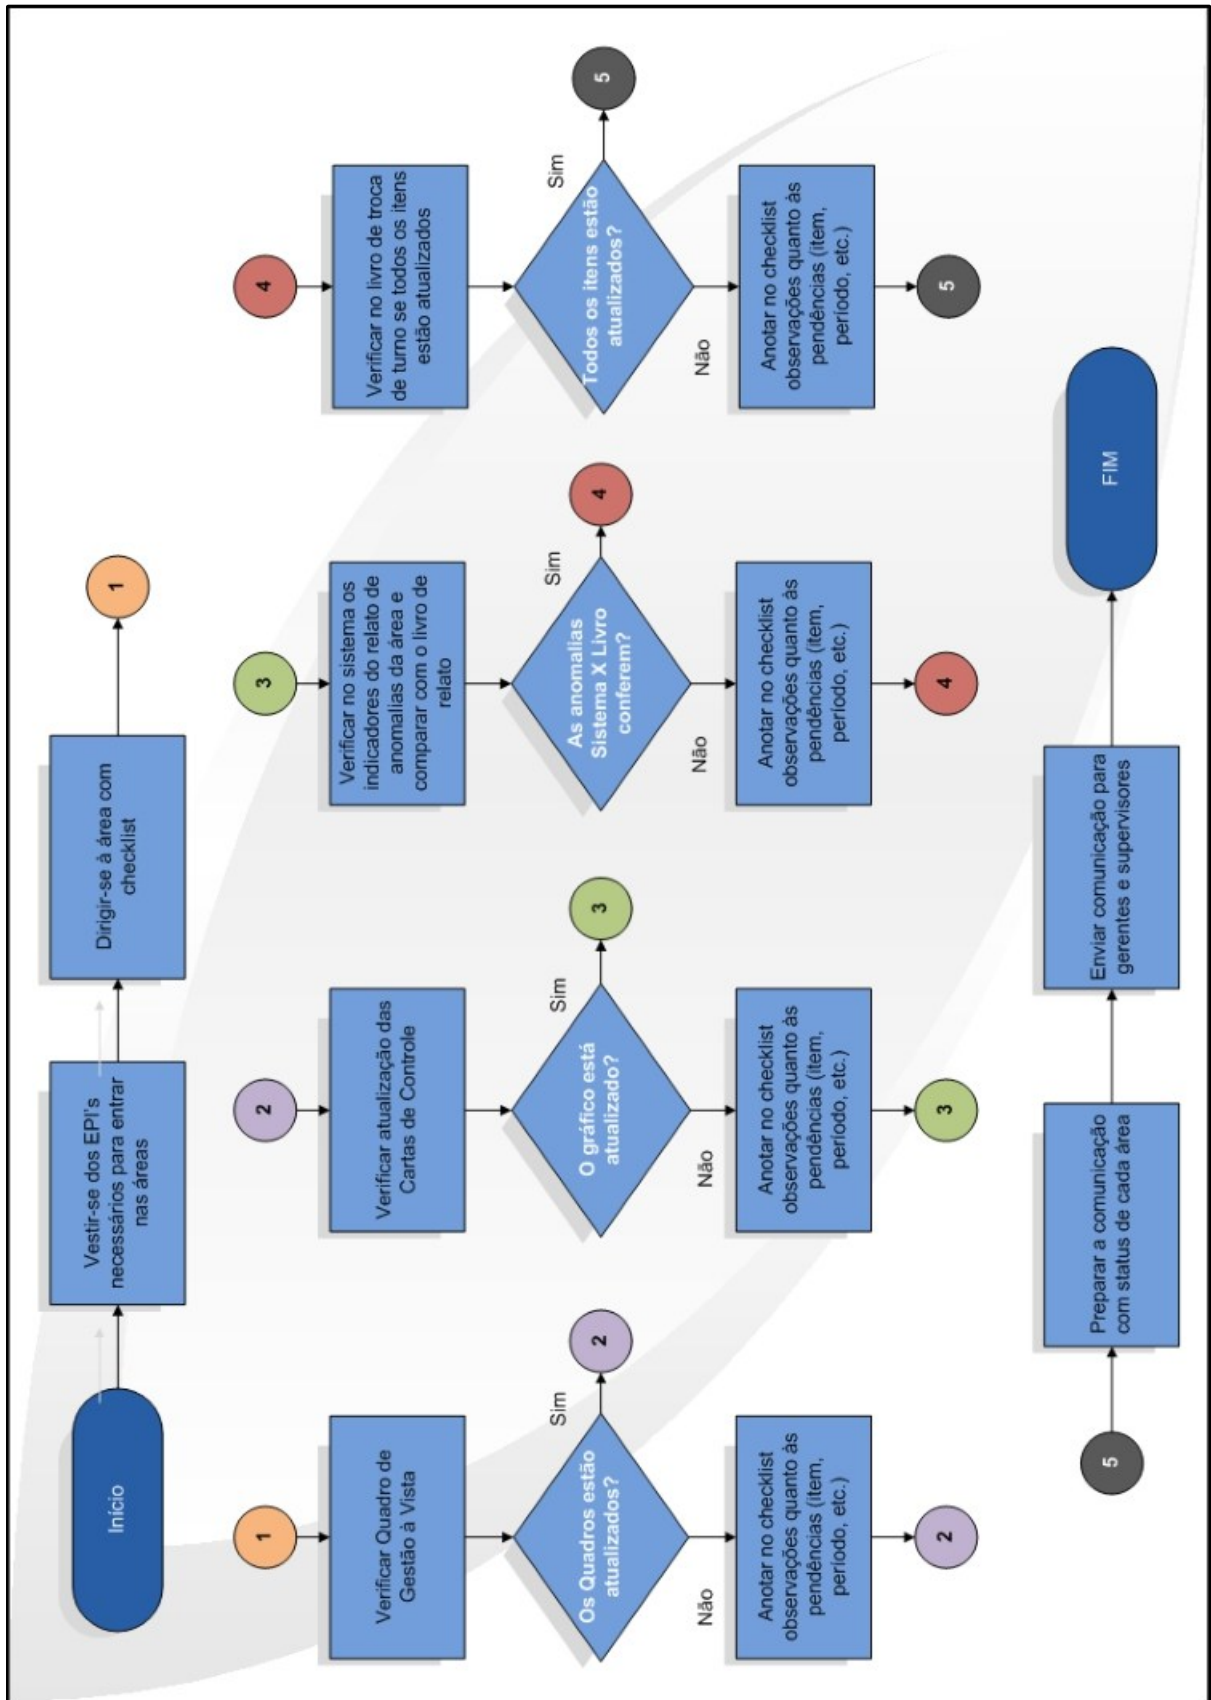 Início
Vestir-se dos EPI's
necessários para entrar
nas áreas
Dirigir-se à área com
checklist
1
1
Verificar Quadro de
Gestão à Vista
Os Quadros estão
atualizados?
Sim
2
Não
Anotar no checklist
observações quanto às
pendências (item,
período, etc.)
2
2
Verificar atualização das
Cartas de Controle
O gráfico está
atualizado?
Sim
3
Não
Anotar no checklist
observações quanto às
pendências (item,
período, etc.)
3
3
Verificar no sistema os
indicadores do relato de
anomalias da área e
comparar com o livro de
relato
As anomalias
Sistema X Livro
conferem?
Sim
4
Não
Anotar no checklist
observações quanto às
pendências (item,
período, etc.)
4
4
Verificar no livro de troca
de turno se todos os itens
estão atualizados
Todos os itens estão
atualizados?
Sim
5
Não
Anotar no checklist
observações quanto às
pendências (item,
período, etc.)
5
5
Preparar a comunicação
com status de cada área
Enviar comunicação para
gerentes e supervisores
FIM